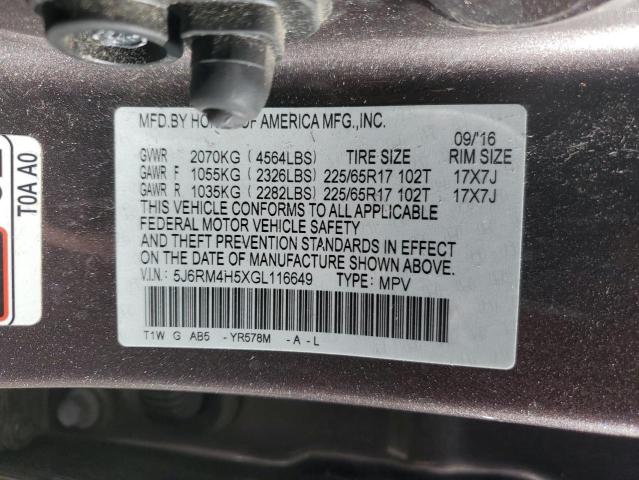 MFD.BY HONDA OF AMERICA MFG.,INC.
09/'16
GVWR 2070KG ( 4564LBS) TIRE SIZE RIM SIZE
GAWR F 1055KG ( 2326LBS) 225/65R17 102T 17X7J
GAWR R 1035KG ( 2282LBS) 225/65R17 102T 17X7J
THIS VEHICLE CONFORMS TO ALL APPLICABLE
FEDERAL MOTOR VEHICLE SAFETY
AND THEFT PREVENTION STANDARDS IN EFFECT
ON THE DATE OF MANUFACTURE SHOWN ABOVE.
V.I.N.: 5J6RM4H5XGL116649 TYPE: MPV
T1W G AB5 - YR578M - A - L
T0A A0